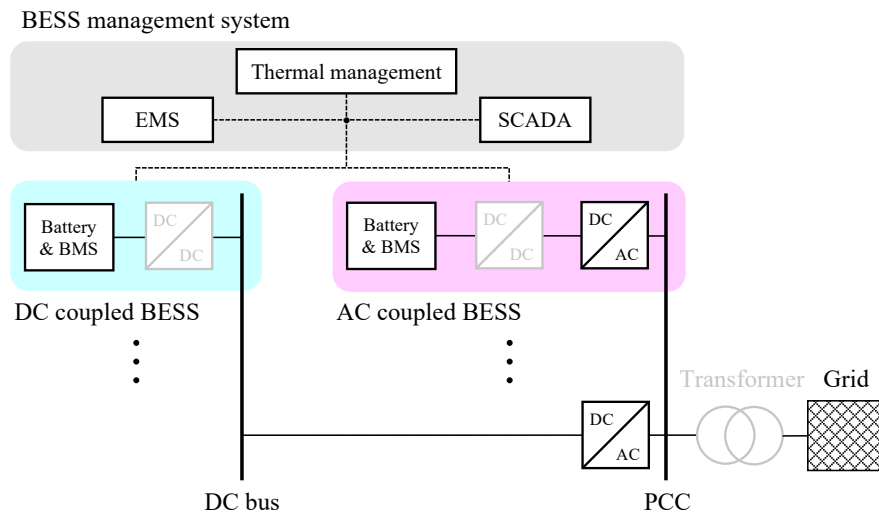 BESS management system
Thermal management
EMS
SCADA
Battery
& BMS
DC
DC
Battery
& BMS
DC
DC
DC
AC
DC coupled BESS
AC coupled BESS
Transformer
Grid
DC
AC
DC bus
PCC